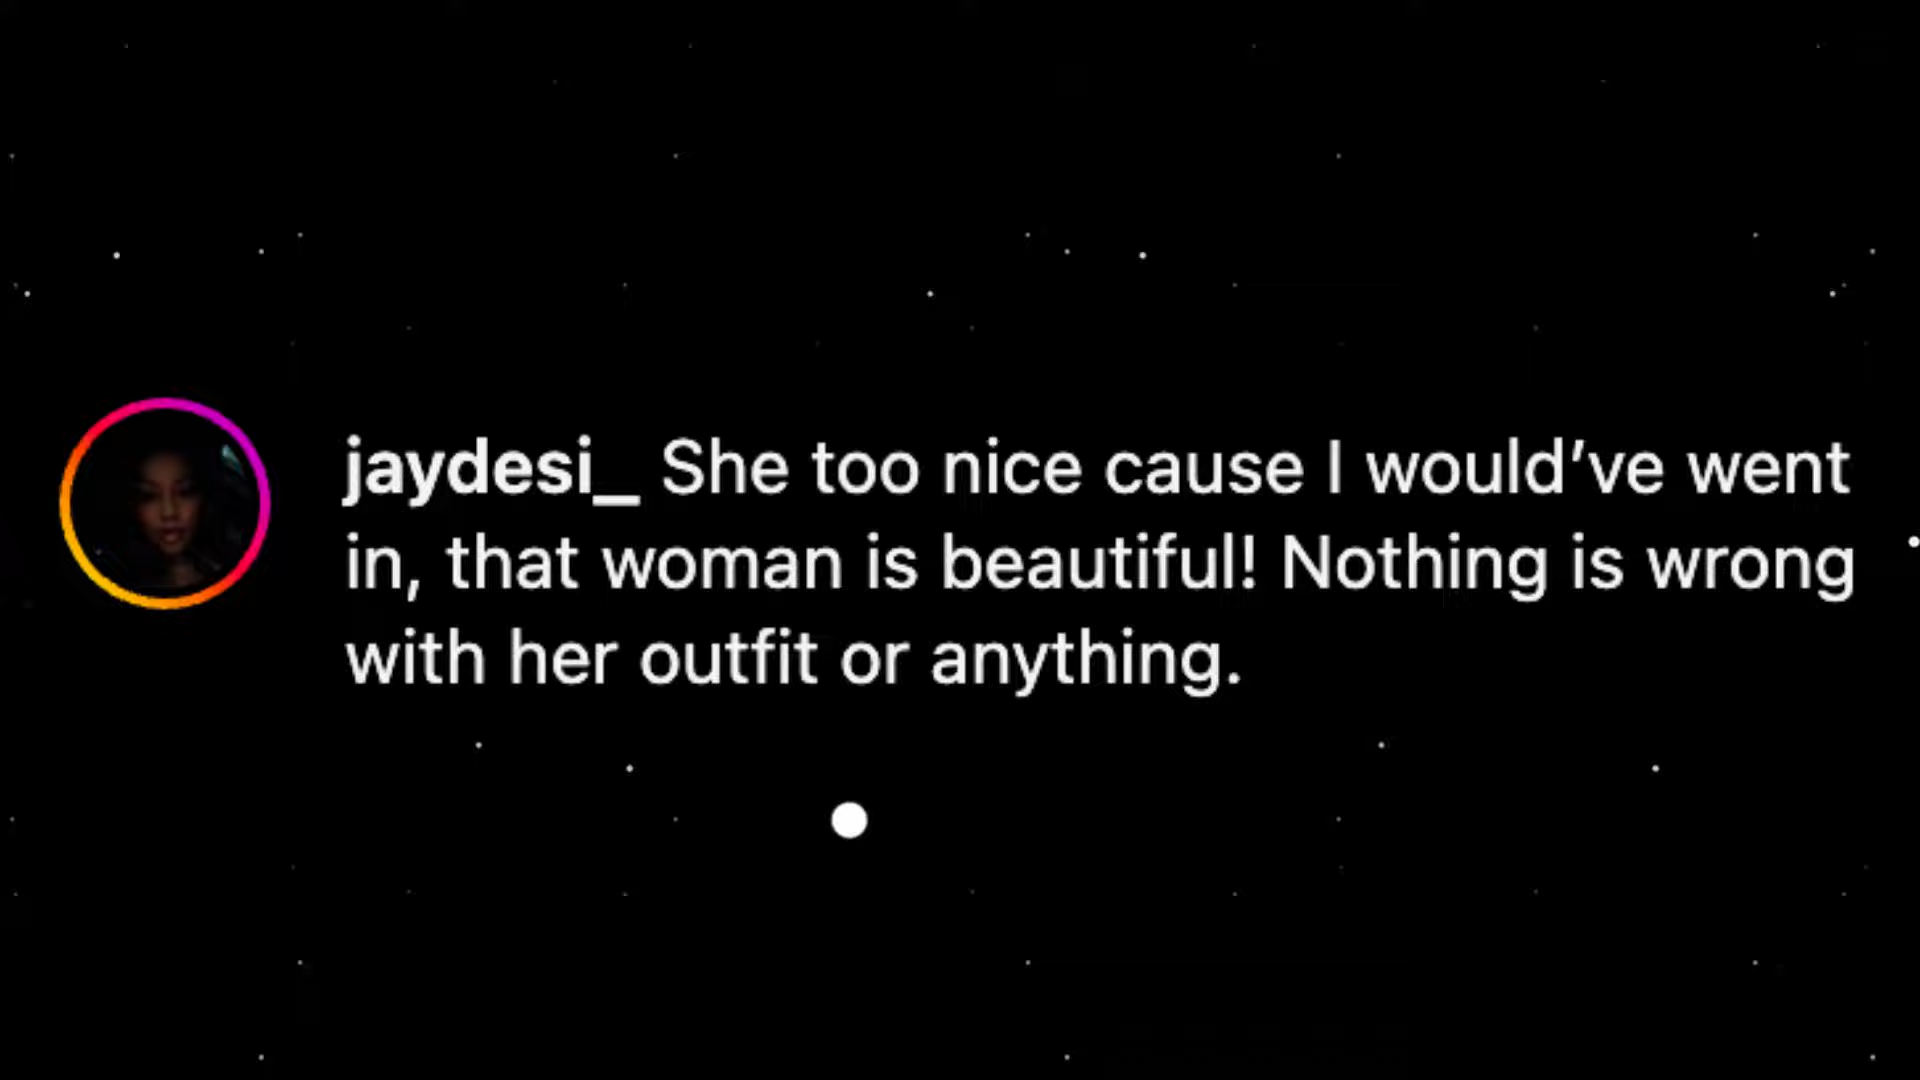 jaydesi_ She too nice cause I would’ve went
in, that woman is beautiful! Nothing is wrong
with her outfit or anything.